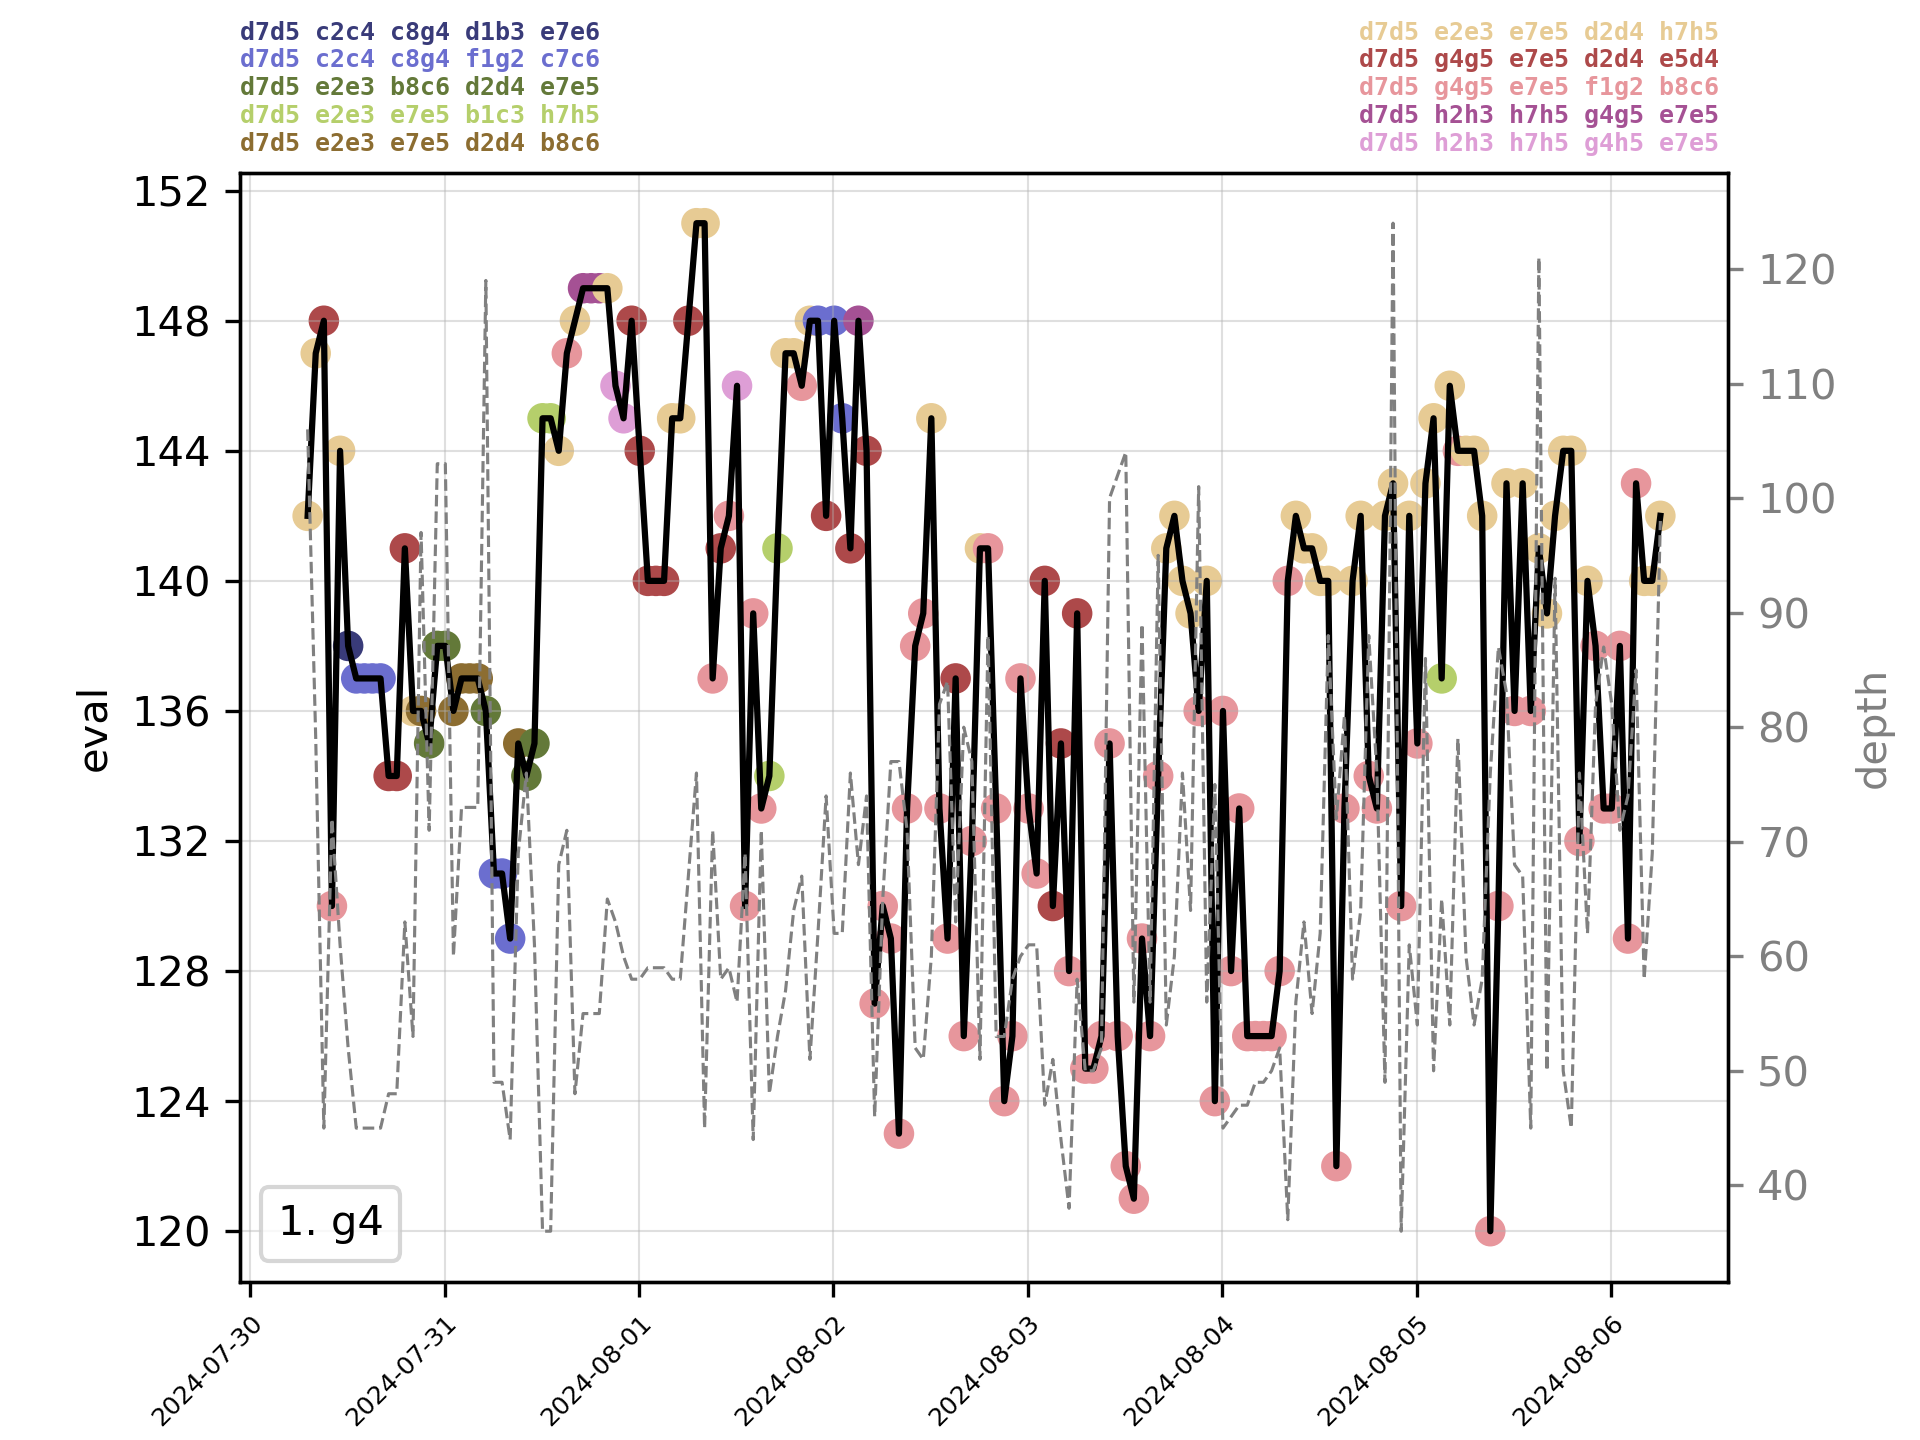 d7d5 c2c4 c8g4 d1b3 e7e6
d7d5 c2c4 c8g4 f1g2 c7c6
d7d5 e2e3 b8c6 d2d4 e7e5
d7d5 e2e3 e7e5 b1c3 h7h5
d7d5 e2e3 e7e5 d2d4 b8c6
d7d5 e2e3 e7e5 d2d4 h7h5
d7d5 g4g5 e7e5 d2d4 e5d4
d7d5 g4g5 e7e5 f1g2 b8c6
d7d5 h2h3 h7h5 g4g5 e7e5
d7d5 h2h3 h7h5 g4h5 e7e5
152
148
144
140
136
132
128
124
120
eval
1. g4
120
110
100
90
80
70
60
50
40
depth
2024-07-30
2024-07-31
2024-08-01
2024-08-02
2024-08-03
2024-08-04
2024-08-05
2024-08-06